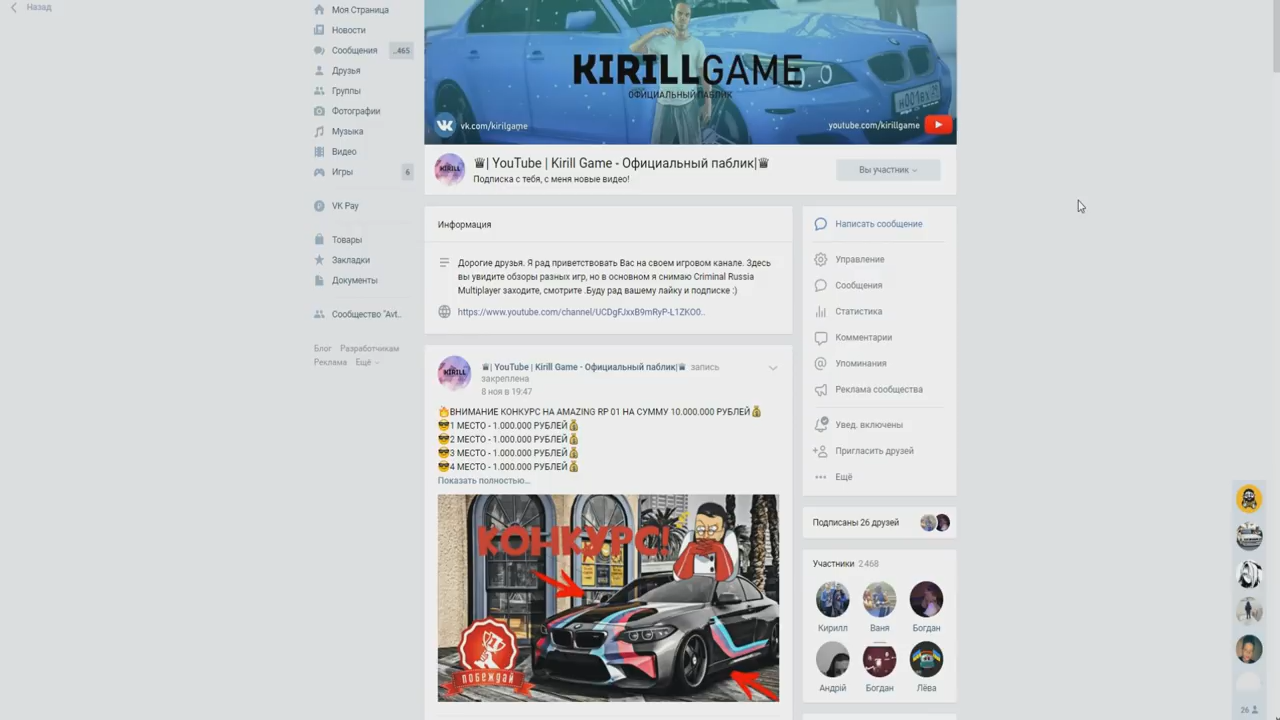 Назад
Моя Страница
Новости
Сообщения
..465
Друзья
Группы
Фотографии
Музыка
Видео
Игры
6
VK Pay
Товары
Закладки
Документы
Сообщество "Avt..
Блог Разработчикам
Реклама Ещё
KIRILLGAME
ОФИЦИАЛЬНЫЙ ПАБЛИК
vk.com/kirilgame
youtube.com/kirillgame
♛| YouTube | Kirill Game - Официальный паблик|♛
Подписка с тебя, с меня новые видео!
Вы участник
Информация
Дорогие друзья. Я рад приветствовать Вас на своем игровом канале. Здесь
вы увидите обзоры разных игр, но в основном я снимаю Criminal Russia
Multiplayer заходите, смотрите .Буду рад вашему лайку и подписке :)
https://www.youtube.com/channel/UCDgFJxxB9mRyP-L1ZKO0..
KIRILL
♛| YouTube | Kirill Game - Официальный паблик|♛ запись
закреплена
8 ноя в 19:47
🔥ВНИМАНИЕ КОНКУРС НА AMAZING RP 01 НА СУММУ 10.000.000 РУБЛЕЙ💰
😎1 МЕСТО - 1.000.000 РУБЛЕЙ💰
😎2 МЕСТО - 1.000.000 РУБЛЕЙ💰
😎3 МЕСТО - 1.000.000 РУБЛЕЙ💰
😎4 МЕСТО - 1.000.000 РУБЛЕЙ💰
Показать полностью...
КОНКУРС!
ПОБЕЖДАЙ
Написать сообщение
Управление
Сообщения
Статистика
Комментарии
Упоминания
Реклама сообщества
Увед. включены
Пригласить друзей
Ещё
Подписаны 26 друзей
Участники 2 468
Кирилл
Ваня
Богдан
Андрій
Богдан
Лёва
26